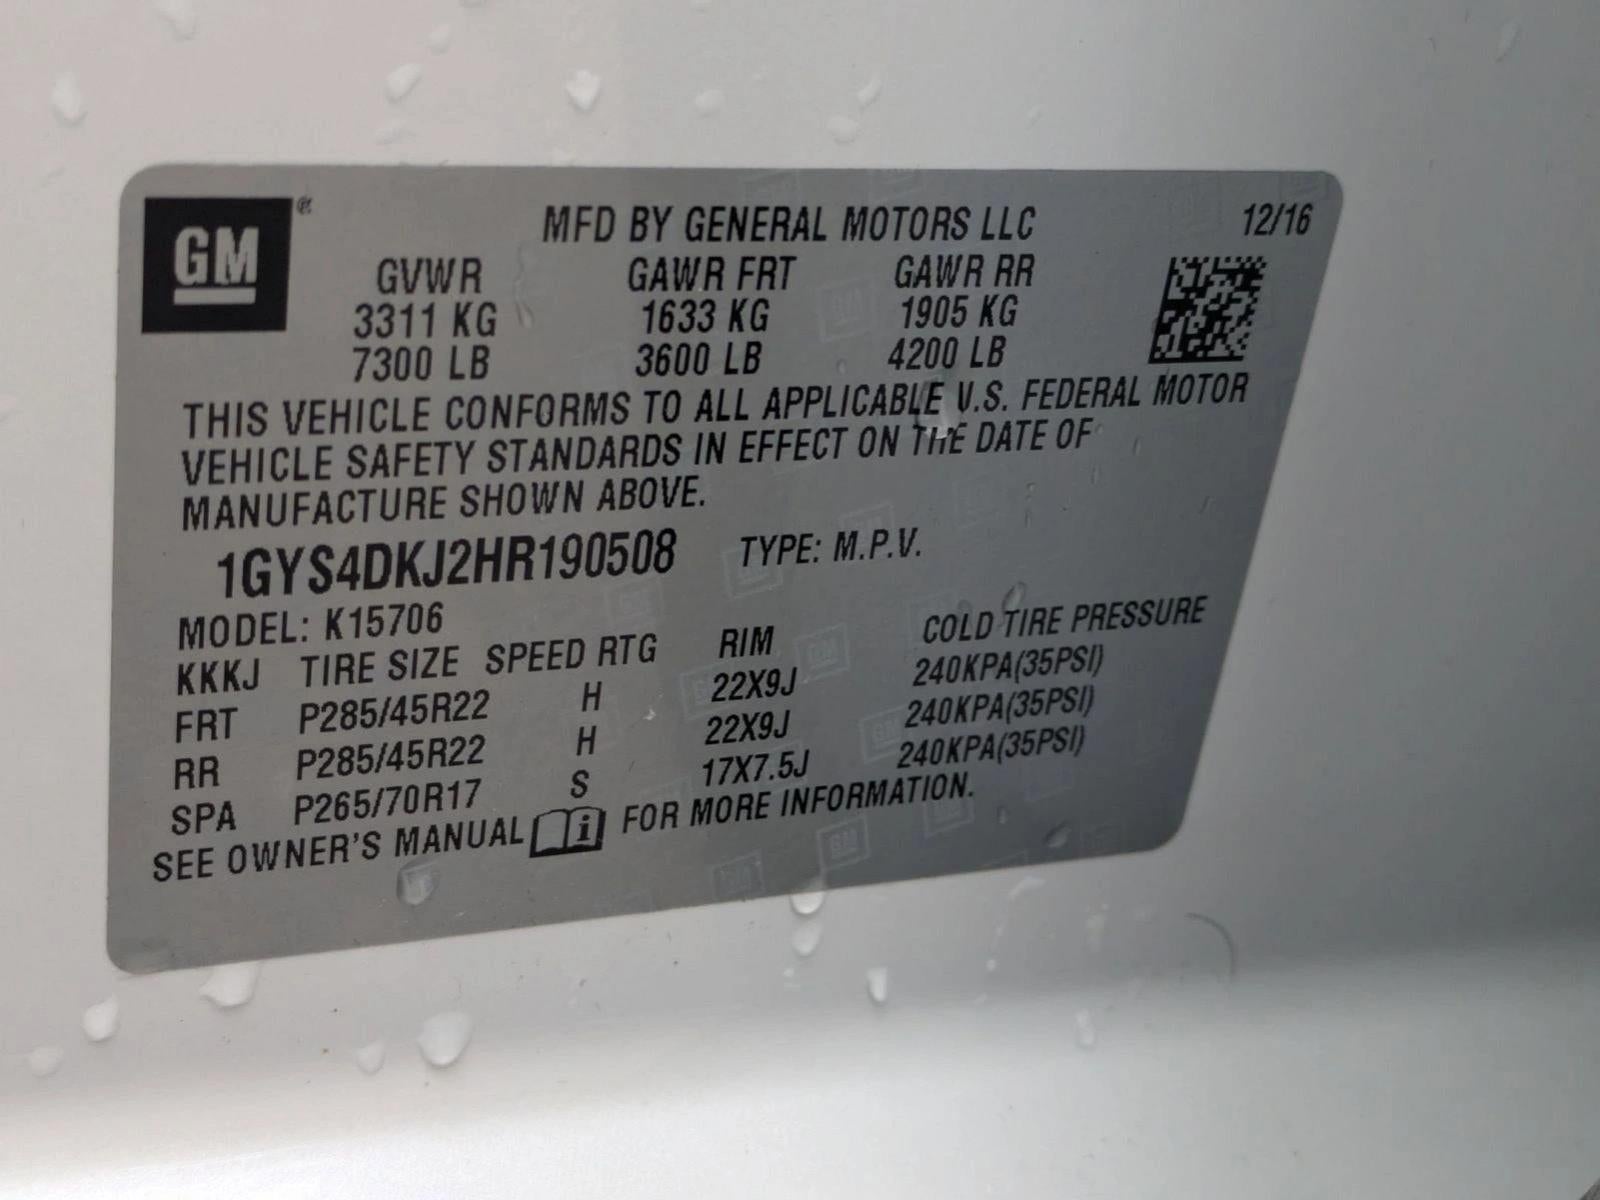 GM
MFD BY GENERAL MOTORS LLC 12/16
GVWR GAWR FRT GAWR RR
3311 KG 1633 KG 1905 KG
7300 LB 3600 LB 4200 LB
THIS VEHICLE CONFORMS TO ALL APPLICABLE U.S. FEDERAL MOTOR
VEHICLE SAFETY STANDARDS IN EFFECT ON THE DATE OF
MANUFACTURE SHOWN ABOVE.
1GYS4DKJ2HR190508 TYPE: M.P.V.
MODEL: K15706
KKKJ TIRE SIZE SPEED RTG RIM COLD TIRE PRESSURE
FRT P285/45R22 H 22X9J 240KPA(35PSI)
RR P285/45R22 H 22X9J 240KPA(35PSI)
SPA P265/70R17 S 17X7.5J 240KPA(35PSI)
SEE OWNER'S MANUAL i FOR MORE INFORMATION.